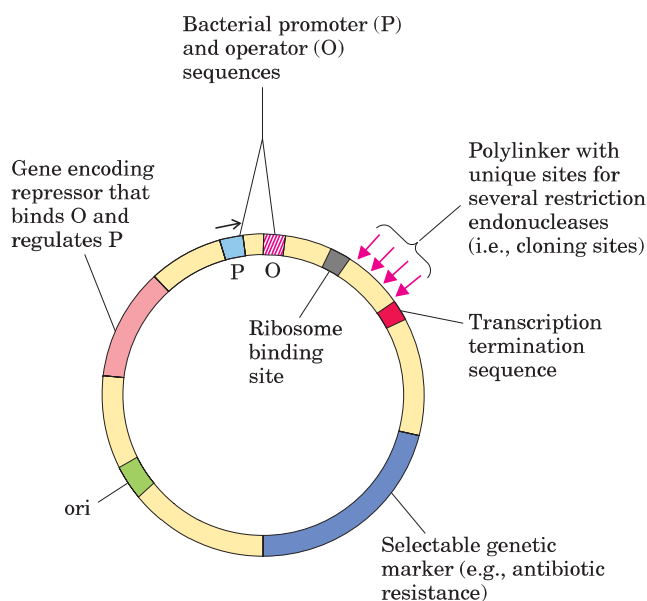 Bacterial promoter (P)
and operator (O)
sequences
Gene encoding
repressor that
binds O and
regulates P
Polylinker with
unique sites for
several restriction
endonucleases
(i.e., cloning sites)
P
O
Ribosome
binding
site
Transcription
termination
sequence
ori
Selectable genetic
marker (e.g., antibiotic
resistance)